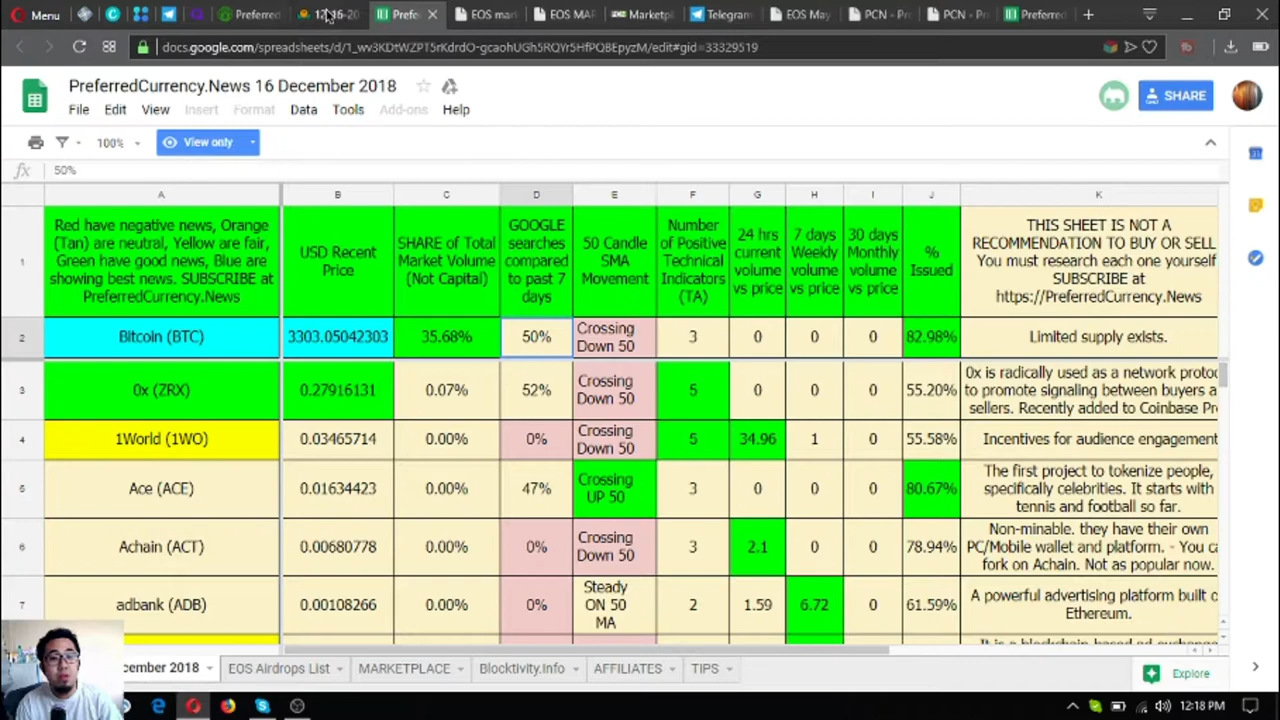 Menu
Preferred
12-16-20
Prefe
EOS mar
EOS MAR
Marketpl
Telegram
EOS May
PCN - Pr
PCN - Pr
Preferred
docs.google.com/spreadsheets/d/1_wv3KDtWZPT5rKdrdO-gcaohUGh5RQYr5HfPQBEpyzM/edit#gid=33329519
PreferredCurrency.News 16 December 2018
File Edit View Insert Format Data Tools Add-ons Help
SHARE
100%
View only
fx 50%
A B C D E F G H I J K
1
Red have negative news, Orange
(Tan) are neutral, Yellow are fair,
Green have good news, Blue are
showing best news. SUBSCRIBE at
PreferredCurrency.News
USD Recent
Price
SHARE of Total
Market Volume
(Not Capital)
GOOGLE
searches
compared
to past 7
days
50 Candle
SMA
Movement
Number
of Positive
Technical
Indicators
(TA)
24 hrs
current
volume
vs price
7 days
Weekly
volume
vs price
30 days
Monthly
volume
vs price
%
Issued
THIS SHEET IS NOT A
RECOMMENDATION TO BUY OR SELL
You must research each one yourself
SUBSCRIBE at
https://PreferredCurrency.News
2
Bitcoin (BTC)
3303.05042303
35.68%
50%
Crossing
Down 50
3
0
0
0
82.98%
Limited supply exists.
3
0x (ZRX)
0.27916131
0.07%
52%
Crossing
Down 50
5
0
0
0
55.20%
0x is radically used as a network protoc
to promote signaling between buyers a
sellers. Recently added to Coinbase Pr
4
1World (1WO)
0.03465714
0.00%
0%
Crossing
Down 50
5
34.96
1
0
55.58%
Incentives for audience engagement
5
Ace (ACE)
0.01634423
0.00%
47%
Crossing
UP 50
3
0
0
0
80.67%
The first project to tokenize people,
specifically celebrities. It starts with
tennis and football so far.
6
Achain (ACT)
0.00680778
0.00%
0%
Crossing
Down 50
3
2.1
0
0
78.94%
Non-minable. they have their own
PC/Mobile wallet and platform. - You ca
fork on Achain. Not as popular now.
7
adbank (ADB)
0.00108266
0.00%
0%
Steady
ON 50
MA
2
1.59
6.72
0
61.59%
A powerful advertising platform built o
Ethereum.
cember 2018
EOS Airdrops List
MARKETPLACE
Blocktivity.Info
AFFILIATES
TIPS
Explore
12:18 PM